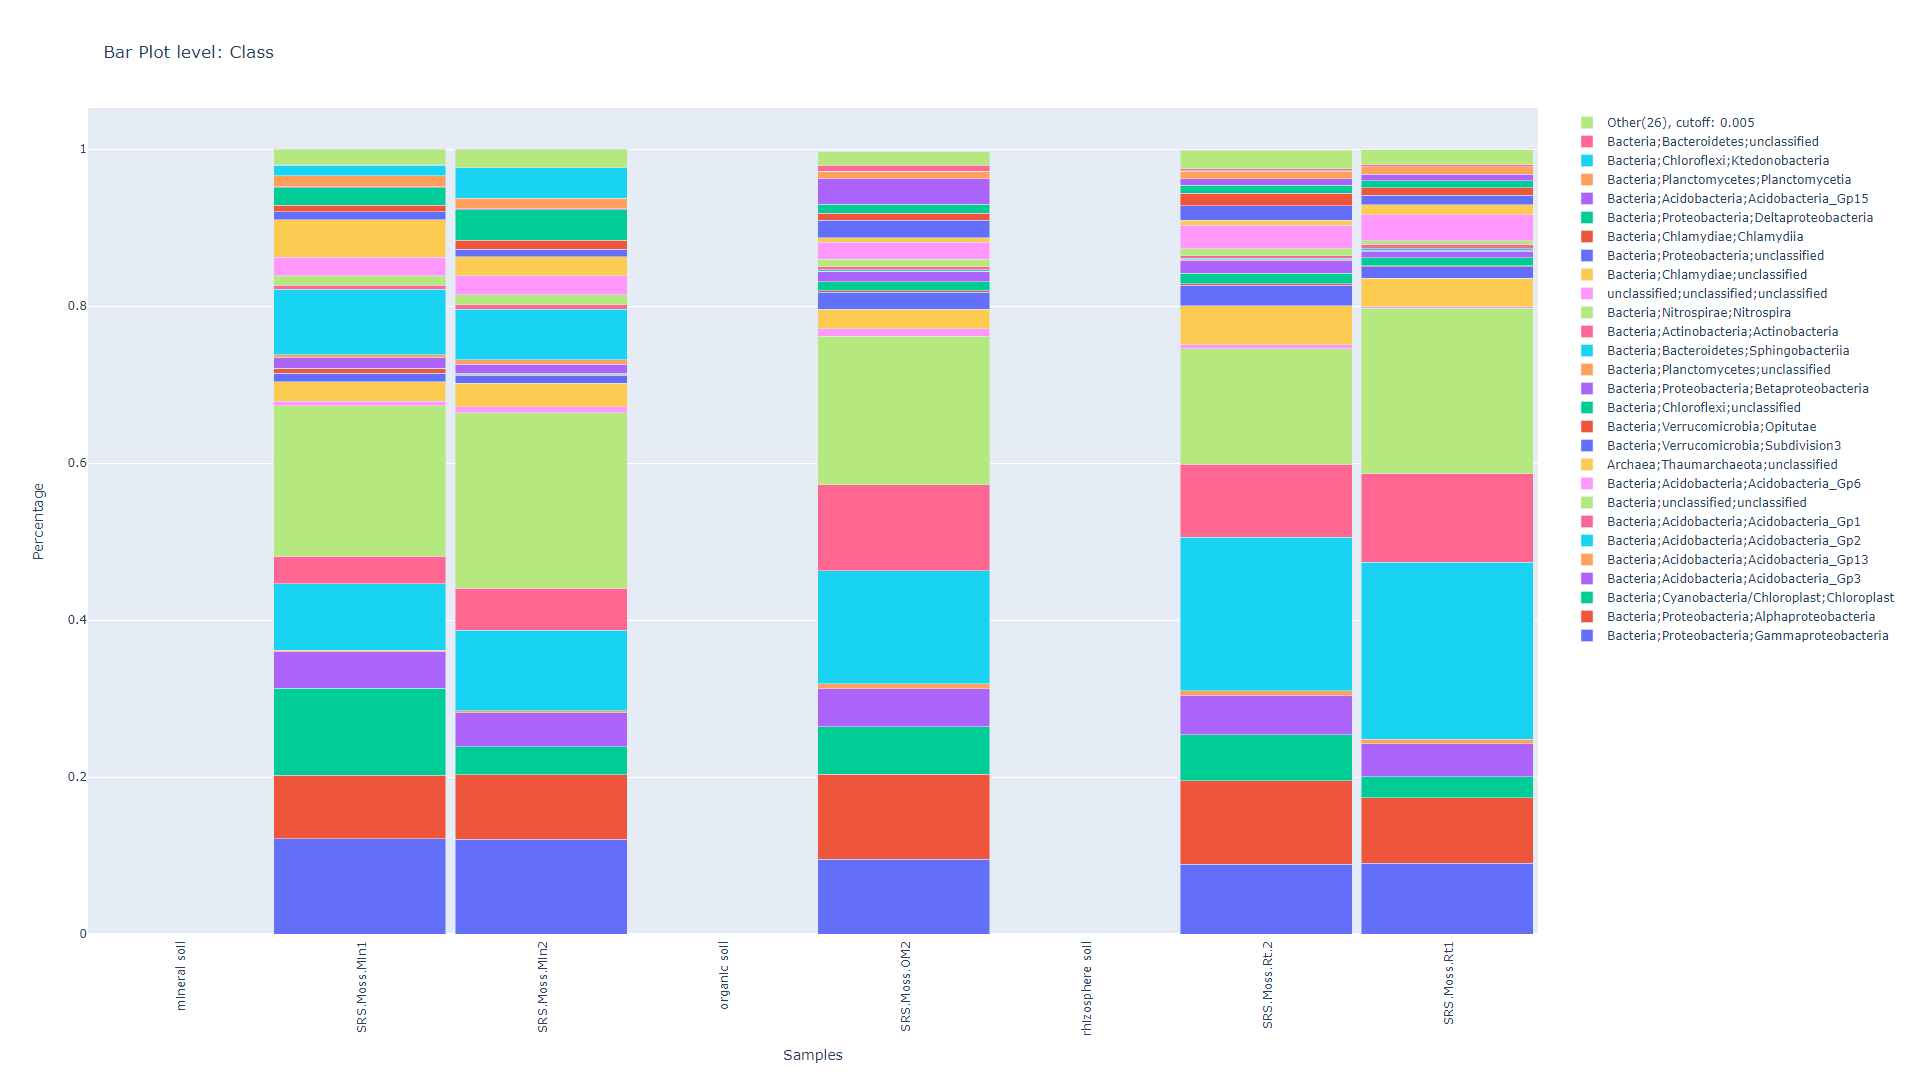 Bar Plot level: Class
Percentage
1
0.8
0.6
0.4
0.2
0
mineral soil
SRS.Moss.Min1
SRS.Moss.Min2
organic soil
SRS.Moss.OM2
rhizosphere soil
SRS.Moss.Rt.2
SRS.Moss.Rt1
Samples
Other(26), cutoff: 0.005
Bacteria;Bacteroidetes;unclassified
Bacteria;Chloroflexi;Ktedonobacteria
Bacteria;Planctomycetes;Planctomycetia
Bacteria;Acidobacteria;Acidobacteria_Gp15
Bacteria;Proteobacteria;Deltaproteobacteria
Bacteria;Chlamydiae;Chlamydiia
Bacteria;Proteobacteria;unclassified
Bacteria;Chlamydiae;unclassified
unclassified;unclassified;unclassified
Bacteria;Nitrospirae;Nitrospira
Bacteria;Actinobacteria;Actinobacteria
Bacteria;Bacteroidetes;Sphingobacteriia
Bacteria;Planctomycetes;unclassified
Bacteria;Proteobacteria;Betaproteobacteria
Bacteria;Chloroflexi;unclassified
Bacteria;Verrucomicrobia;Opitutae
Bacteria;Verrucomicrobia;Subdivision3
Archaea;Thaumarchaeota;unclassified
Bacteria;Acidobacteria;Acidobacteria_Gp6
Bacteria;unclassified;unclassified
Bacteria;Acidobacteria;Acidobacteria_Gp1
Bacteria;Acidobacteria;Acidobacteria_Gp2
Bacteria;Acidobacteria;Acidobacteria_Gp13
Bacteria;Acidobacteria;Acidobacteria_Gp3
Bacteria;Cyanobacteria/Chloroplast;Chloroplast
Bacteria;Proteobacteria;Alphaproteobacteria
Bacteria;Proteobacteria;Gammaproteobacteria